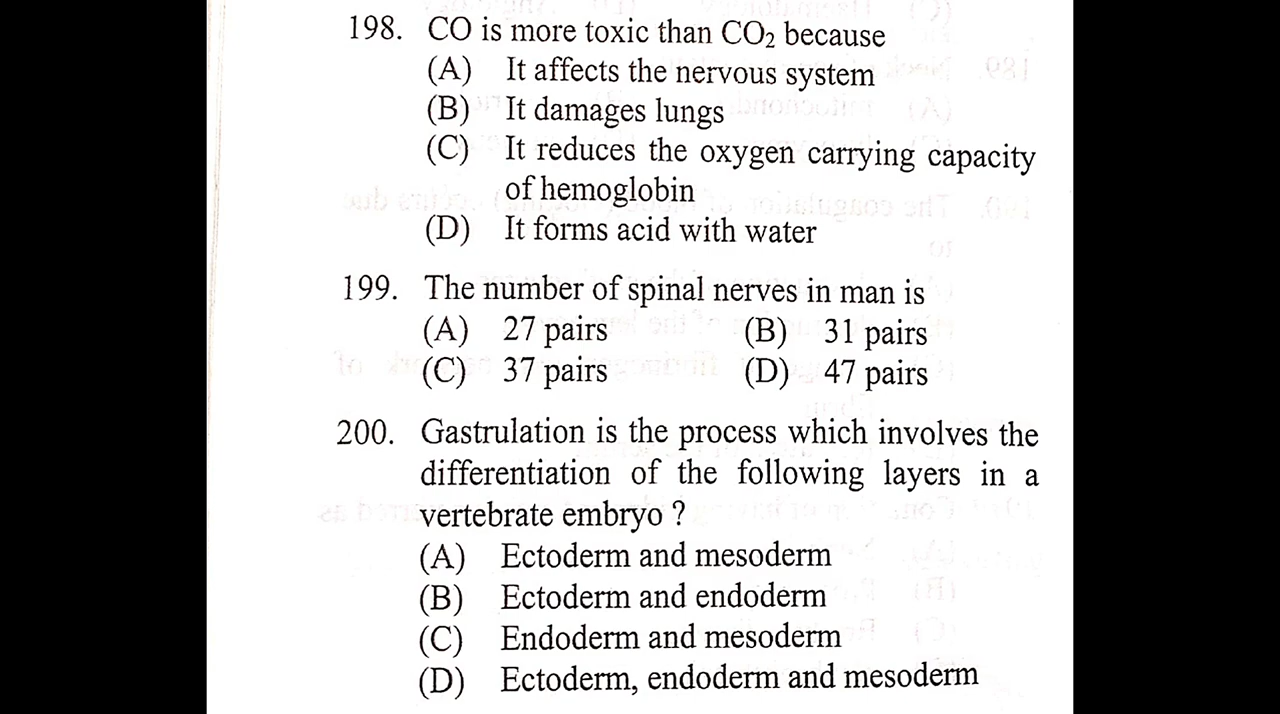 198. CO is more toxic than CO₂ because
(A) It affects the nervous system
(B) It damages lungs
(C) It reduces the oxygen carrying capacity
of hemoglobin
(D) It forms acid with water
199. The number of spinal nerves in man is
(A) 27 pairs (B) 31 pairs
(C) 37 pairs (D) 47 pairs
200. Gastrulation is the process which involves the
differentiation of the following layers in a
vertebrate embryo ?
(A) Ectoderm and mesoderm
(B) Ectoderm and endoderm
(C) Endoderm and mesoderm
(D) Ectoderm, endoderm and mesoderm